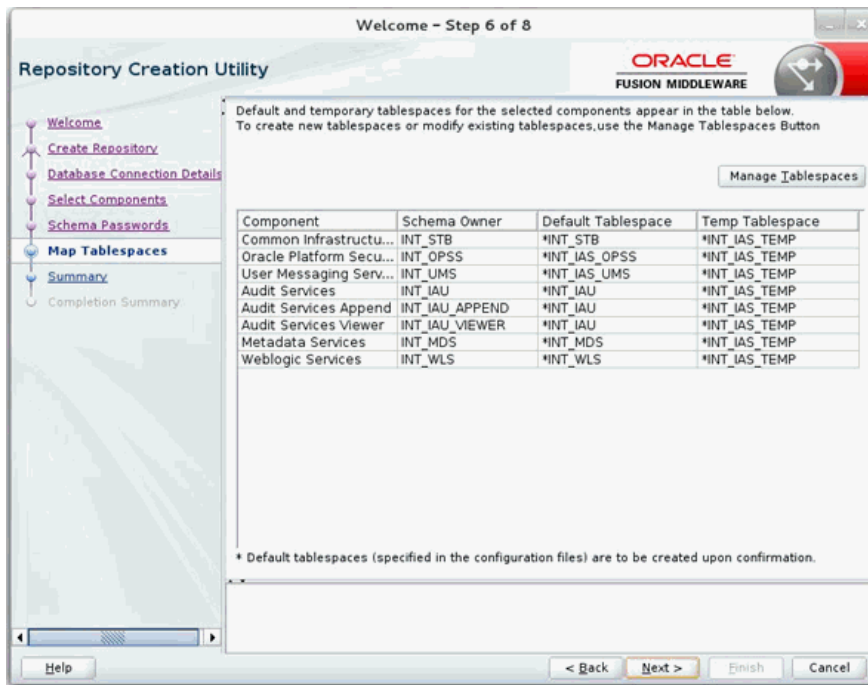 Welcome - Step 6 of 8
Repository Creation Utility
ORACLE
FUSION MIDDLEWARE
Welcome
Create Repository
Database Connection Details
Select Components
Schema Passwords
Map Tablespaces
Summary
Completion Summary
Default and temporary tablespaces for the selected components appear in the table below.
To create new tablespaces or modify existing tablespaces,use the Manage Tablespaces Button
Manage Tablespaces
Component Schema Owner Default Tablespace Temp Tablespace
Common Infrastructu... INT_STB *INT_STB *INT_IAS_TEMP
Oracle Platform Secu... INT_OPSS *INT_IAS_OPSS *INT_IAS_TEMP
User Messaging Serv... INT_UMS *INT_IAS_UMS *INT_IAS_TEMP
Audit Services INT_IAU *INT_IAU *INT_IAS_TEMP
Audit Services Append INT_IAU_APPEND *INT_IAU *INT_IAS_TEMP
Audit Services Viewer INT_IAU_VIEWER *INT_IAU *INT_IAS_TEMP
Metadata Services INT_MDS *INT_MDS *INT_IAS_TEMP
Weblogic Services INT_WLS *INT_WLS *INT_IAS_TEMP
* Default tablespaces (specified in the configuration files) are to be created upon confirmation.
Help < Back Next > Finish Cancel